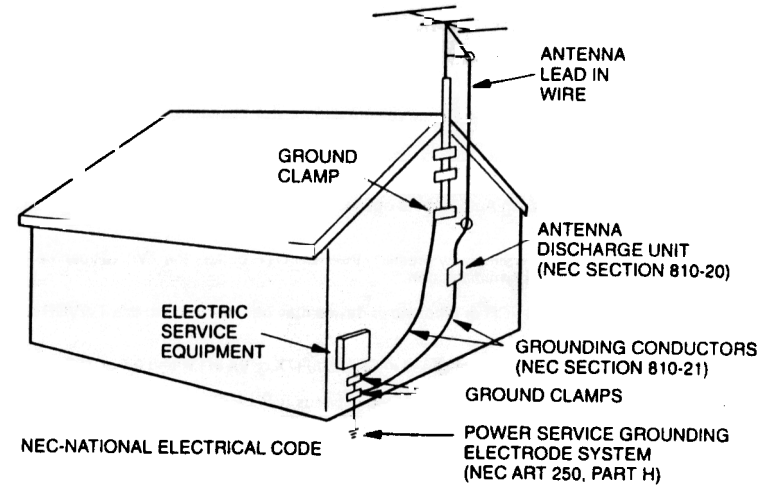 ANTENNA
LEAD IN
WIRE
GROUND
CLAMP
ANTENNA
DISCHARGE UNIT
(NEC SECTION 810-20)
ELECTRIC
SERVICE
EQUIPMENT
GROUNDING CONDUCTORS
(NEC SECTION 810-21)
GROUND CLAMPS
NEC-NATIONAL ELECTRICAL CODE
POWER SERVICE GROUNDING
ELECTRODE SYSTEM
(NEC ART 250, PART H)